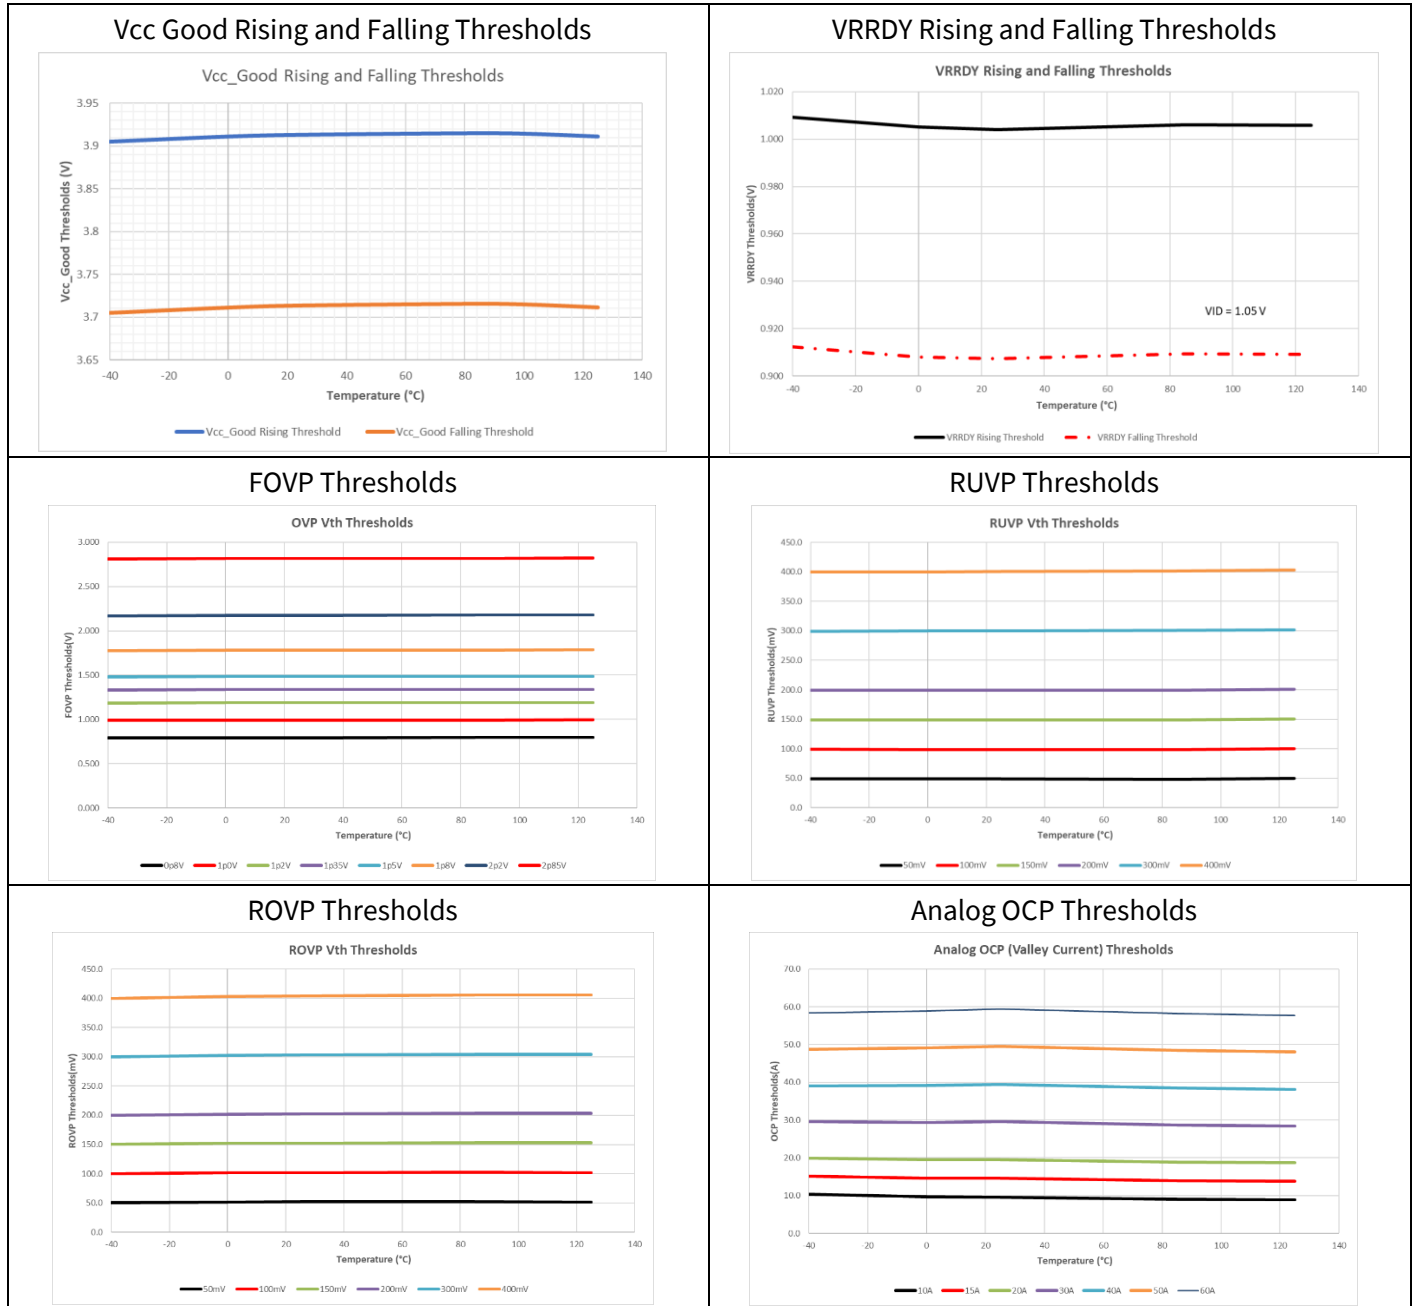 Vcc Good Rising and Falling Thresholds
Vcc_Good Rising and Falling Thresholds
Vcc_Good Thresholds (V)
3.95
3.9
3.85
3.8
3.75
3.7
3.65
-40 -20 0 20 40 60 80 100 120 140
Temperature (°C)
Vcc_Good Rising Threshold Vcc_Good Falling Threshold
VRRDY Rising and Falling Thresholds
VRRDY Rising and Falling Thresholds
VRRDY Thresholds(V)
1.020
1.000
0.980
0.960
0.940
0.920
0.900
VID = 1.05 V
-40 -20 0 20 40 60 80 100 120 140
Temperature (°C)
VRRDY Rising Threshold VRRDY Falling Threshold
FOVP Thresholds
OVP Vth Thresholds
FOVP Thresholds(V)
3.000
2.500
2.000
1.500
1.000
0.500
0.000
-40 -20 0 20 40 60 80 100 120 140
Temperature (°C)
0p8V 1p0V 1p2V 1p35V 1p5V 1p8V 2p2V 2p85V
RUVP Thresholds
RUVP Vth Thresholds
RUVP Thresholds(mV)
450.0
400.0
350.0
300.0
250.0
200.0
150.0
100.0
50.0
0.0
-40 -20 0 20 40 60 80 100 120 140
Temperature (°C)
50mV 100mV 150mV 200mV 300mV 400mV
ROVP Thresholds
ROVP Vth Thresholds
ROVP Thresholds(mV)
450.0
400.0
350.0
300.0
250.0
200.0
150.0
100.0
50.0
0.0
-40 -20 0 20 40 60 80 100 120 140
Temperature (°C)
50mV 100mV 150mV 200mV 300mV 400mV
Analog OCP Thresholds
Analog OCP (Valley Current) Thresholds
OCP Thresholds(A)
70.0
60.0
50.0
40.0
30.0
20.0
10.0
0.0
-40 -20 0 20 40 60 80 100 120 140
Temperature (°C)
10A 15A 20A 30A 40A 50A 60A